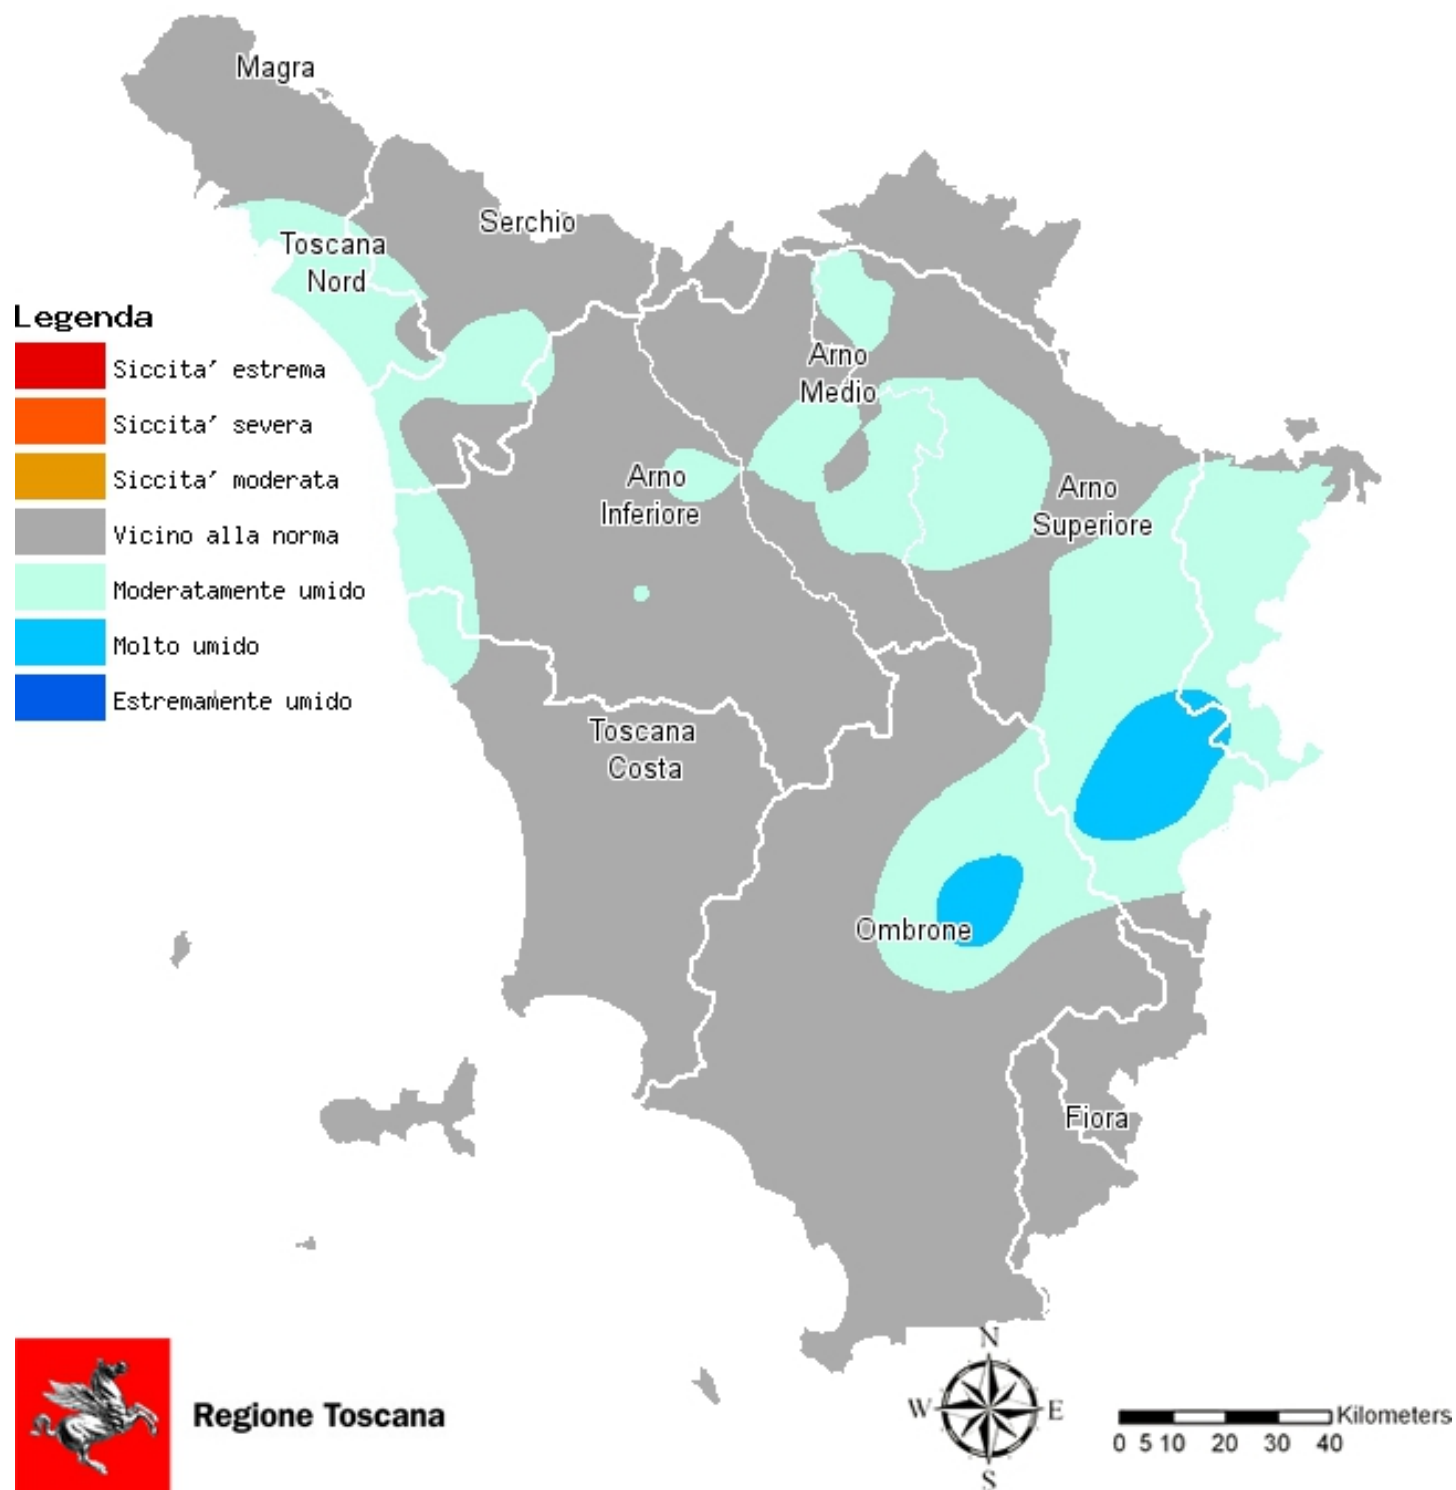 Magra
Serchio
Toscana
Nord
Legenda
Siccita' estrema
Siccita' severa
Siccita' moderata
Vicino alla norma
Moderatamente umido
Molto umido
Estremamente umido
Arno
Medio
Arno
Inferiore
Arno
Superiore
Toscana
Costa
Ombrone
Fiora
Regione Toscana
N
W E
S
Kilometers
0 5 10 20 30 40